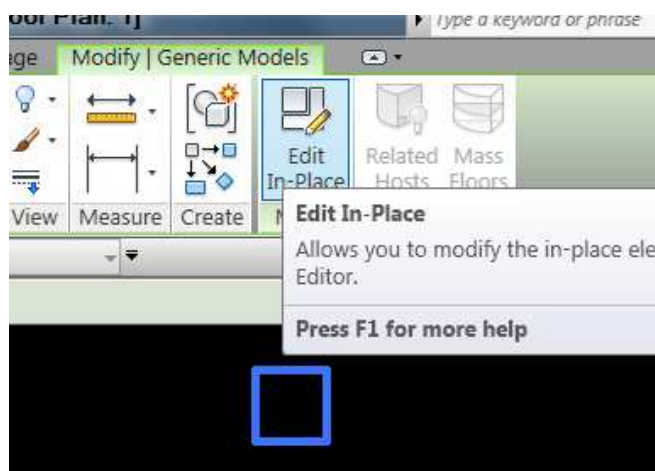 oor Plan: 1]
Type a keyword or phrase
age
Modify | Generic Models
Edit
In-Place
Related
Hosts
Mass
Floors
View
Measure
Create
M
Edit In-Place
Allows you to modify the in-place ele
Editor.
Press F1 for more help